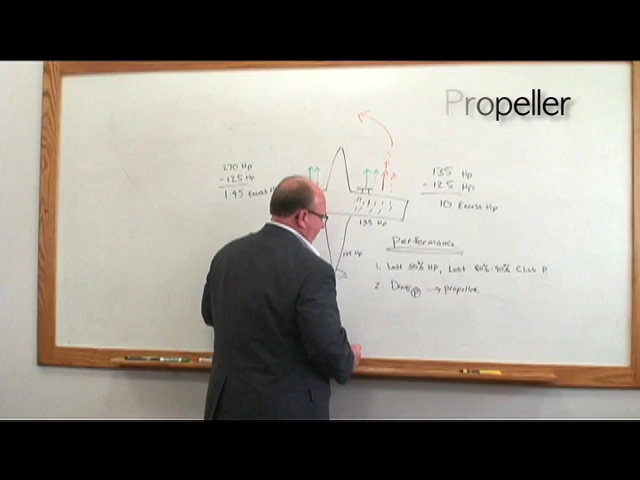 Propeller
270 Hp
- 125 Hp
145 Excess H
135 Hp
- 125 Hp
10 Excess Hp
135 Hp
Performance
1. Lost 50% HP, Lost 80%-90% Climb P
2. Drag → propeller